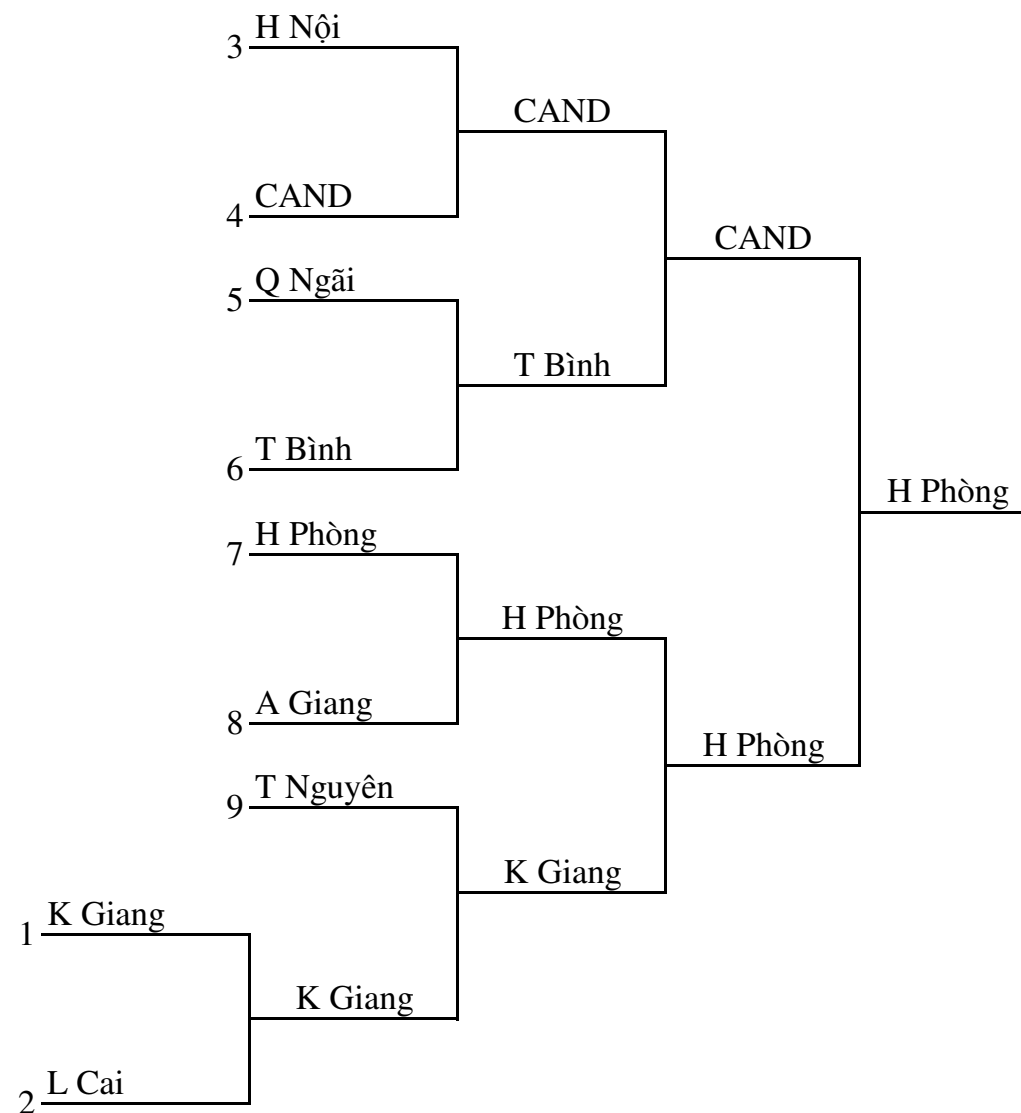 3 H Nội
CAND
4 CAND
CAND
5 Q Ngãi
T Bình
6 T Bình
H Phòng
7 H Phòng
H Phòng
8 A Giang
H Phòng
9 T Nguyên
K Giang
1 K Giang
K Giang
2 L Cai